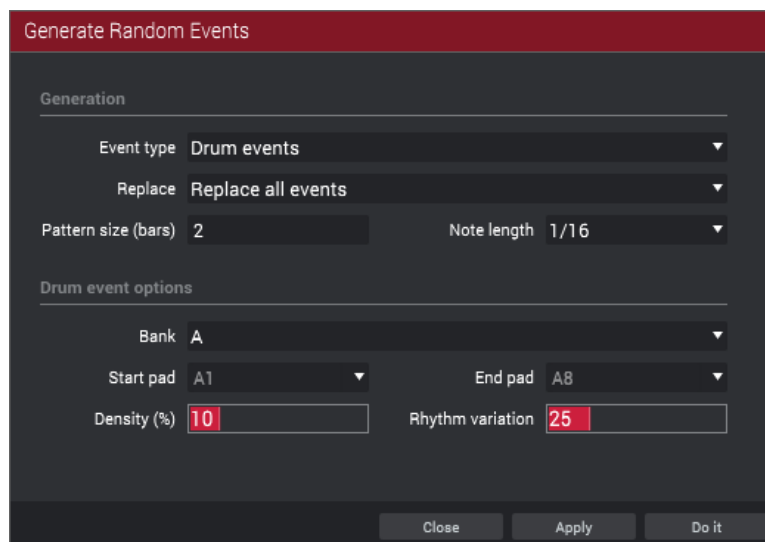 Generate Random Events
Generation
Event type Drum events
Replace Replace all events
Pattern size (bars) 2 Note length 1/16
Drum event options
Bank A
Start pad A1 End pad A8
Density (%) 10 Rhythm variation 25
Close Apply Do it